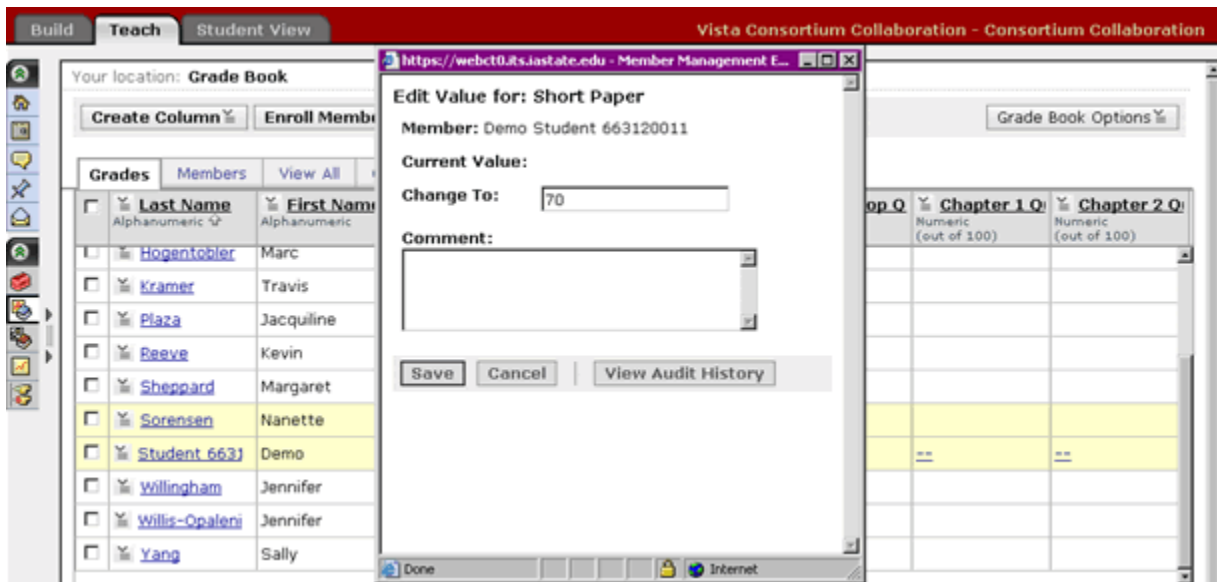 Build Teach Student View Vista Consortium Collaboration - Consortium Collaboration
Your location: Grade Book
Create Column Enroll Membe Grade Book Options
Grades Members View All
Last Name First Nam op Q Chapter 1 Q Chapter 2 Q
Alphanumeric Alphanumeric Numeric Numeric
(out of 100) (out of 100)
Hogentobler Marc
Kramer Travis
Plaza Jacquiline
Reeve Kevin
Sheppard Margaret
Sorensen Nanette
Student 6631 Demo -- --
Willingham Jennifer
Willis-Opaleni Jennifer
Yang Sally
https://webct0.its.iastate.edu - Member Management E...
Edit Value for: Short Paper
Member: Demo Student 663120011
Current Value:
Change To: 70
Comment:
Save Cancel View Audit History
Done Internet